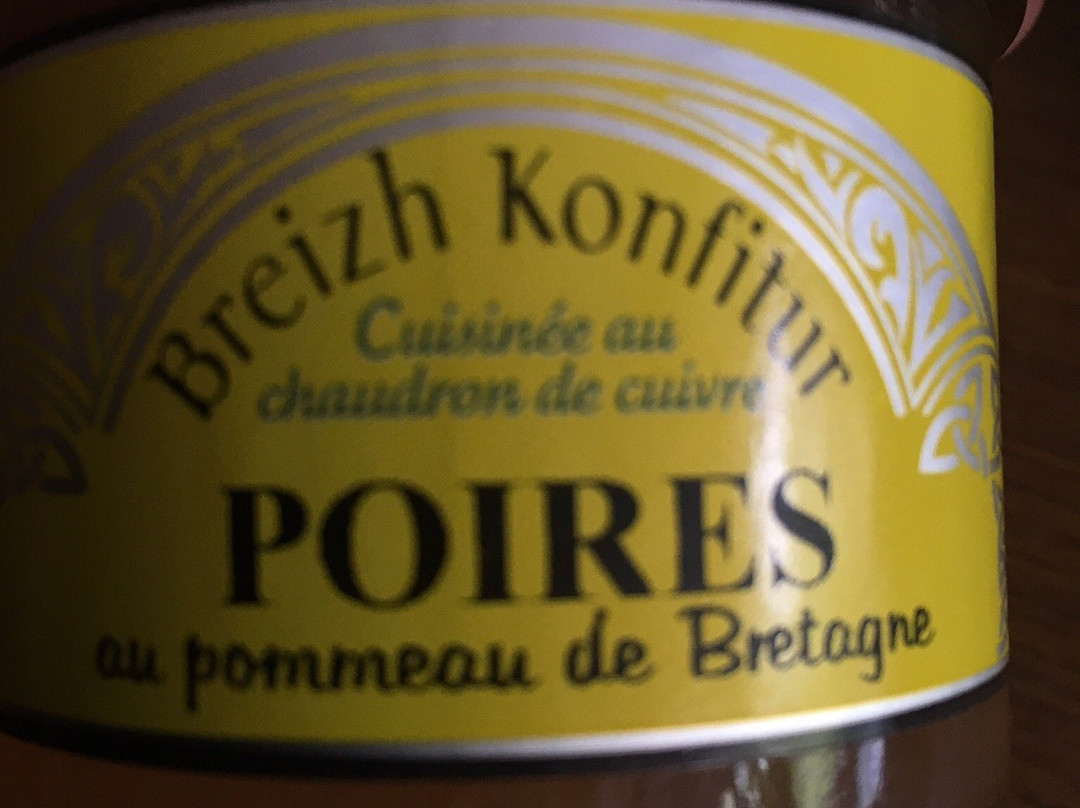 Breizh Konfitur
Cuisinée au
chaudron de cuivre
POIRES
au pommeau de Bretagne